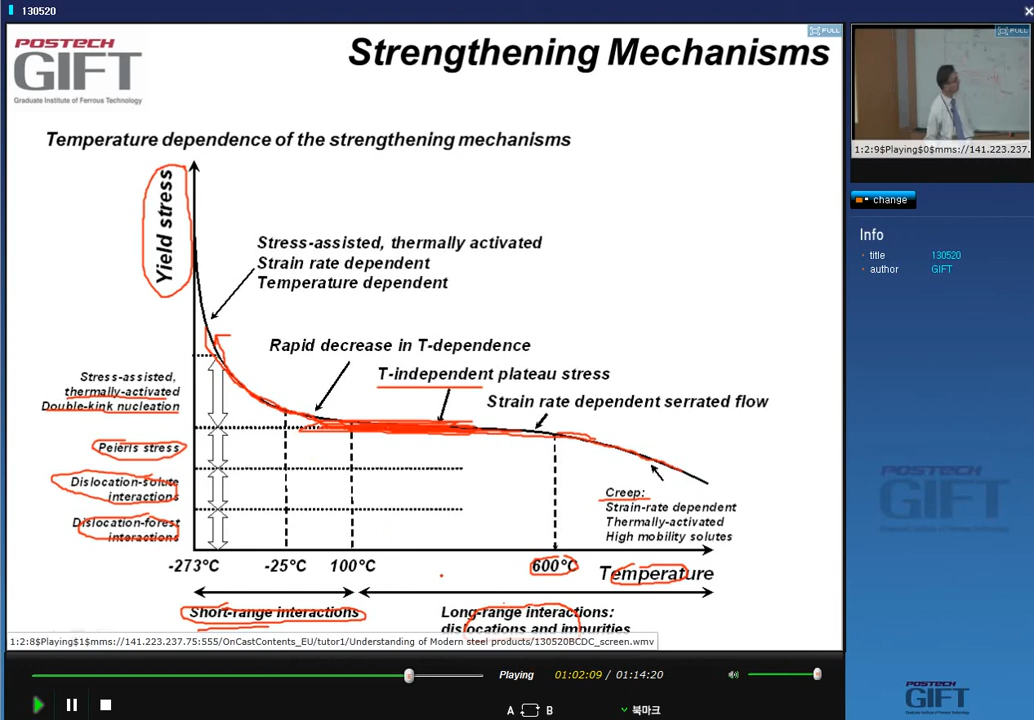 130520
POSTECH
GIFT
Graduate Institute of Ferrous Technology
Strengthening Mechanisms
FULL
FULL
1:2:9$Playing$0$mms://141.223.237.
change
Info
title 130520
author GIFT
Temperature dependence of the strengthening mechanisms
Yield stress
Stress-assisted, thermally activated
Strain rate dependent
Temperature dependent
Rapid decrease in T-dependence
T-independent plateau stress
Strain rate dependent serrated flow
Stress-assisted,
thermally-activated
Double-kink nucleation
Peieris stress
Dislocation-solute
interactions
Dislocation-forest
interactions
Creep:
Strain-rate dependent
Thermally-activated
High mobility solutes
-273°C -25°C 100°C 600°C Temperature
Short-range interactions
Long-range interactions:
dislocations and impurities
1:2:8$Playing$1$mms://141.223.237.75:555/OnCastContents_EU/tutor1/Understanding of Modern steel products/130520BCDC_screen.wmv
POSTECH
GIFT
Playing 01:02:09 / 01:14:20
A B 북마크
POSTECH
GIFT